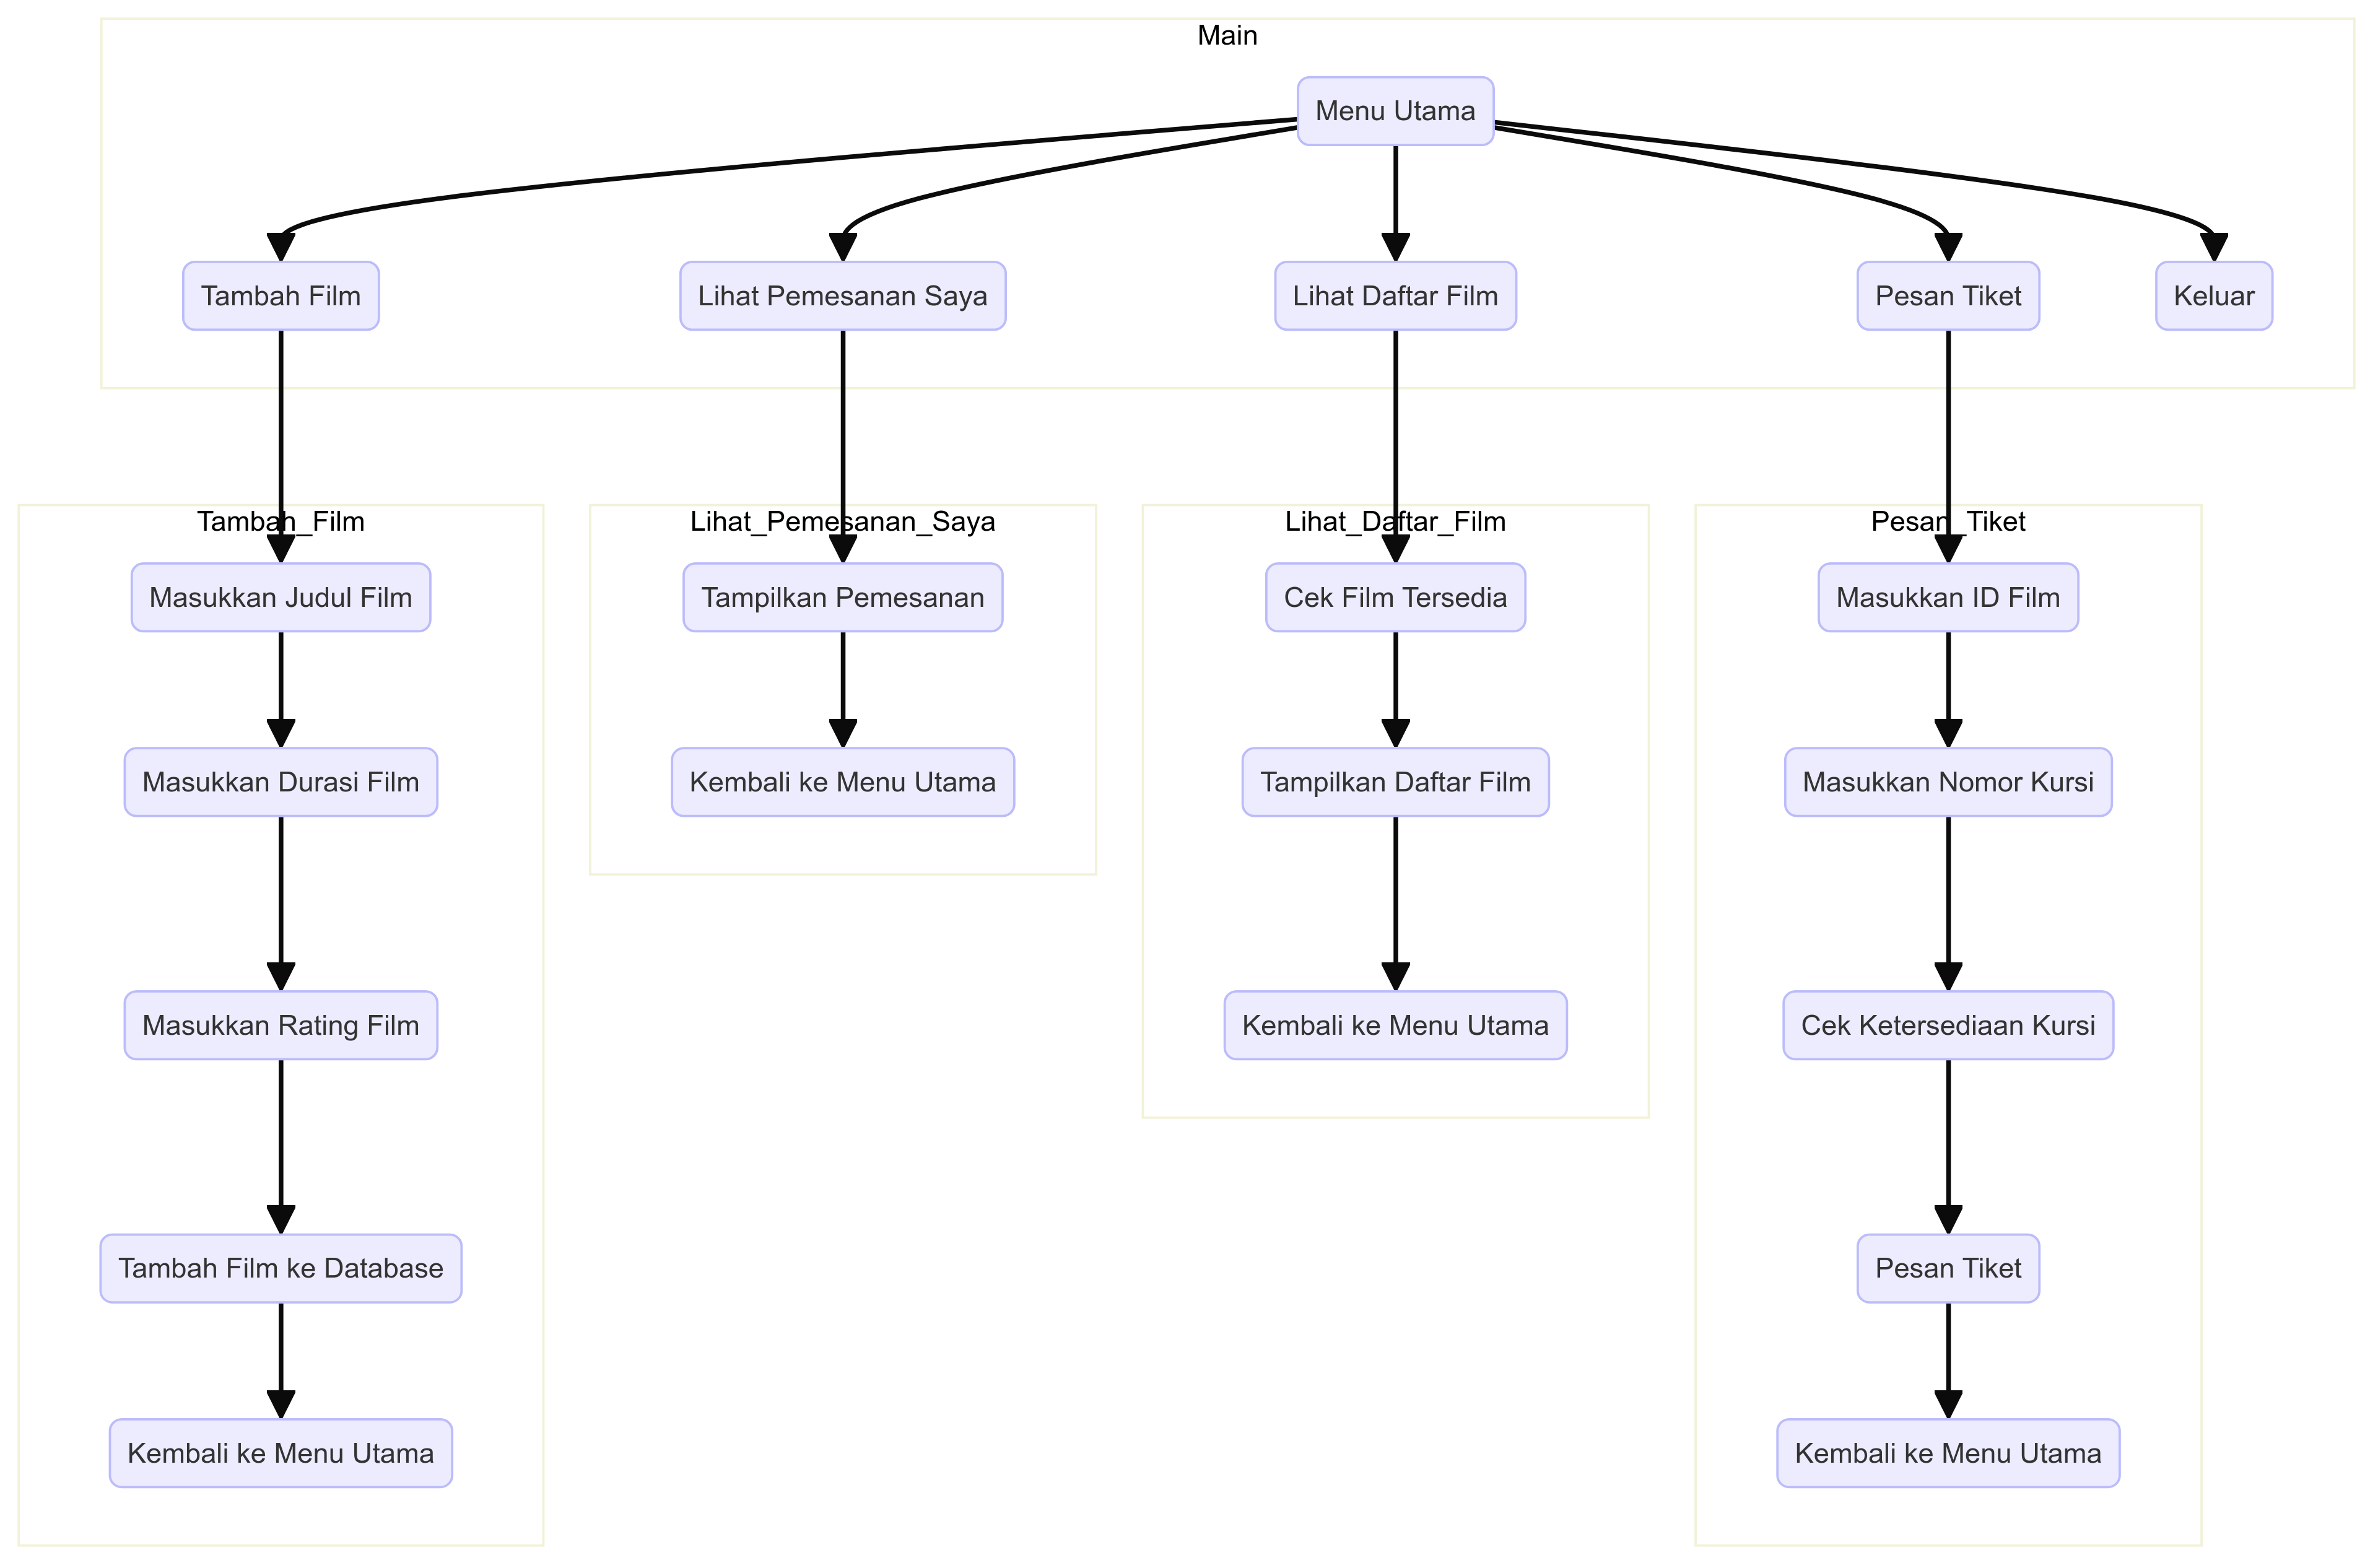 Main
Menu Utama
Tambah Film
Lihat Pemesanan Saya
Lihat Daftar Film
Pesan Tiket
Keluar
Tambah_Film
Masukkan Judul Film
Masukkan Durasi Film
Masukkan Rating Film
Tambah Film ke Database
Kembali ke Menu Utama
Lihat_Pemesanan_Saya
Tampilkan Pemesanan
Kembali ke Menu Utama
Lihat_Daftar_Film
Cek Film Tersedia
Tampilkan Daftar Film
Kembali ke Menu Utama
Pesan_Tiket
Masukkan ID Film
Masukkan Nomor Kursi
Cek Ketersediaan Kursi
Pesan Tiket
Kembali ke Menu Utama